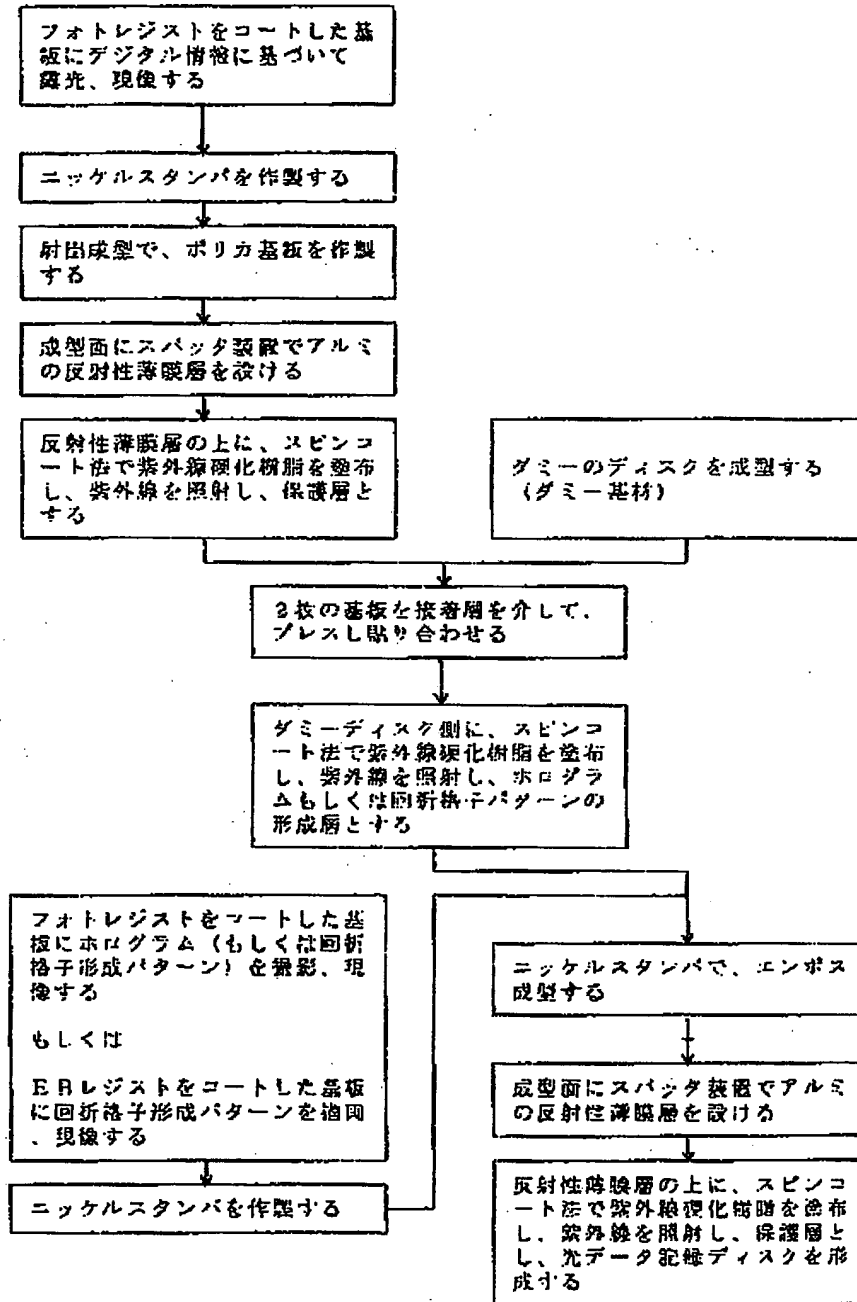 フォトレジストをコートした基
板にデジタル情報に基づいて
露光、現像する
ニッケルスタンパを作製する
射出成型で、ポリカ基板を作製
する
成型面にスパッタ装置でアルミ
の反射性薄膜層を設ける
反射性薄膜層の上に、スピンコ
ート法で紫外線硬化樹脂を塗布
し、紫外線を照射し、保護層と
する
ダミーのディスクを成型する
（ダミー基材）
2枚の基板を接着層を介して、
プレスし貼り合わせる
ダミーディスク側に、スピンコ
ート法で紫外線硬化樹脂を塗布
し、紫外線を照射し、ホログラ
ムもしくは回折格子パターンの
形成層とする
フォトレジストをコートした基
板にホログラム（もしくは回折
格子形成パターン）を撮影、現
像する
もしくは
EBレジストをコートした基板
に回折格子形成パターンを描画
、現像する
ニッケルスタンパを作製する
ニッケルスタンパで、エンボス
成型する
成型面にスパッタ装置でアルミ
の反射性薄膜層を設ける
反射性薄膜層の上に、スピンコ
ート法で紫外線硬化樹脂を塗布
し、紫外線を照射し、保護層と
し、光データ記録ディスクを形
成する